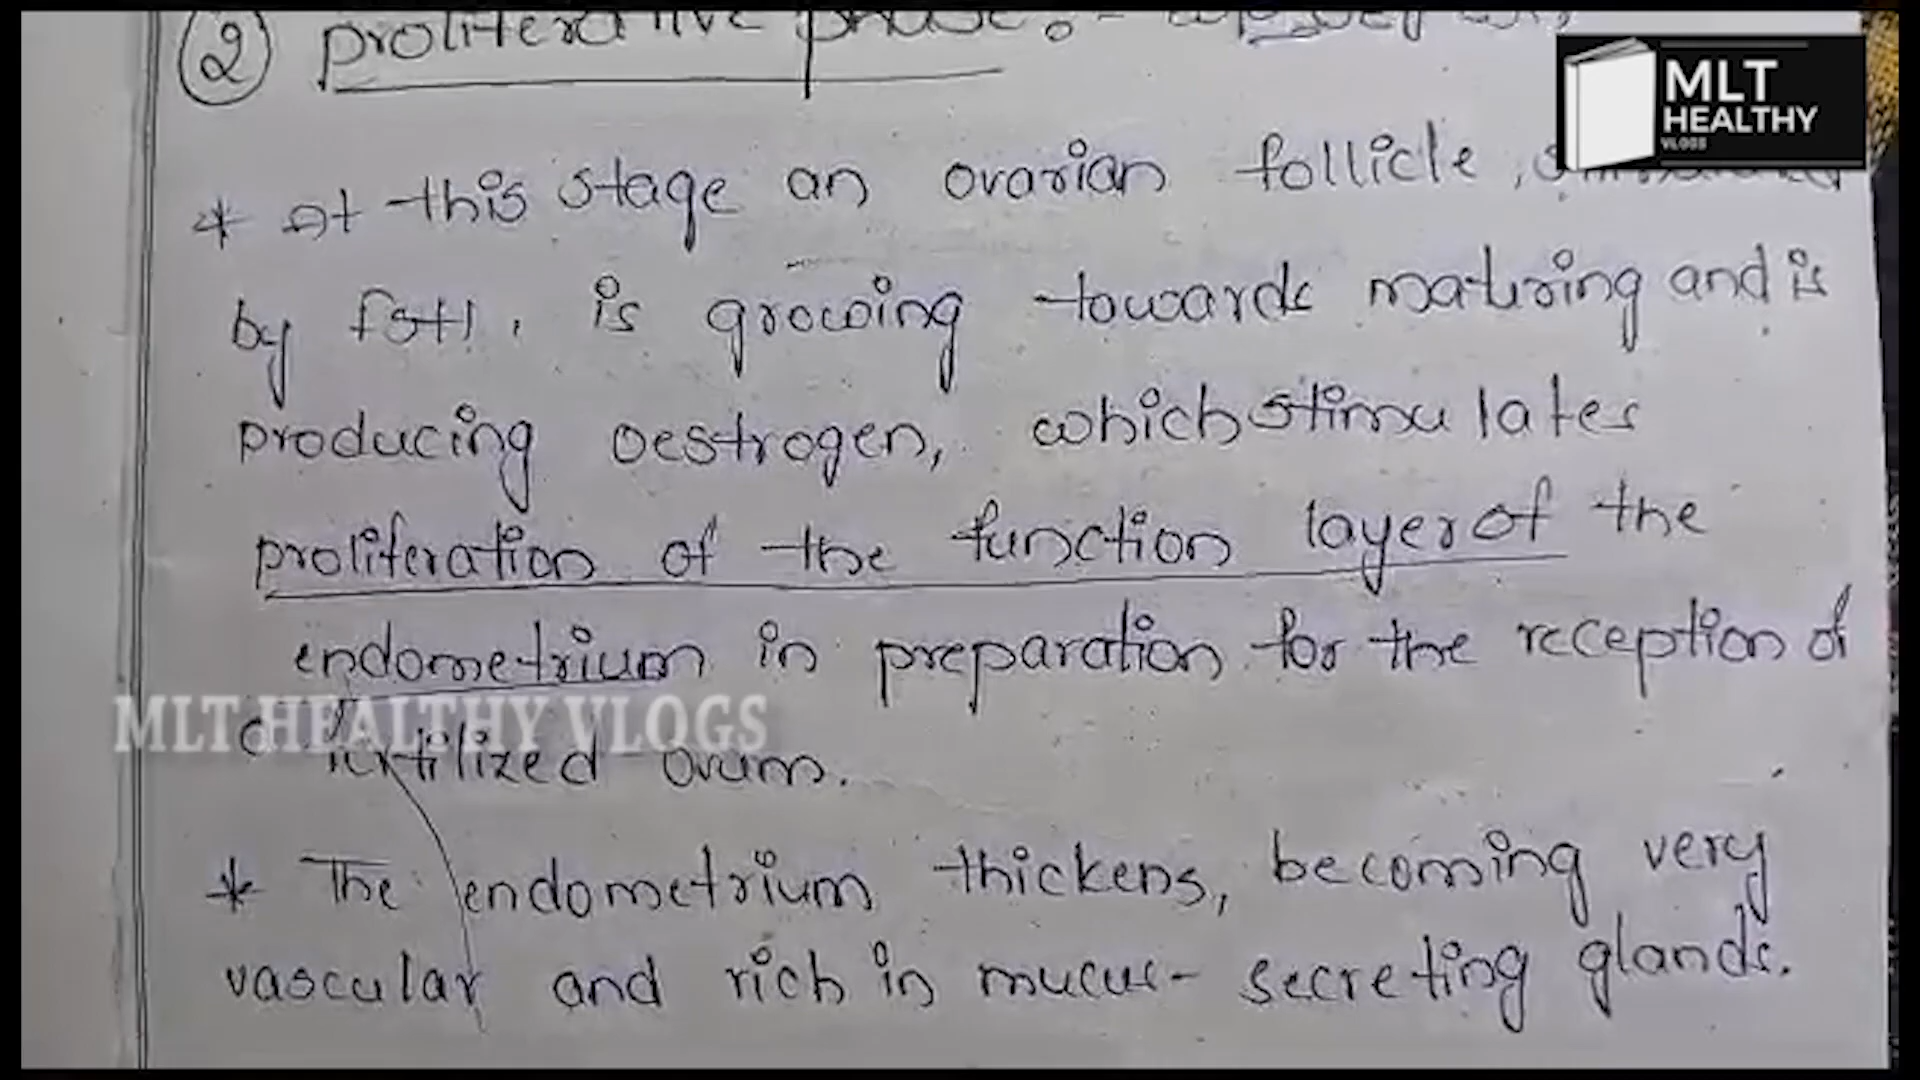 2 proliferative phase :-
MLT
HEALTHY
VLOGS
* At this stage an ovarian follicle,
by FSH, is growing towards maturing and is
producing oestrogen, which stimulates
proliferation of the function layer of the
endometrium in preparation for the reception of
a fertilized ovum.
MLT HEALTHY VLOGS
* The endometrium thickens, becoming very
vascular and rich in mucus- secreting glands.